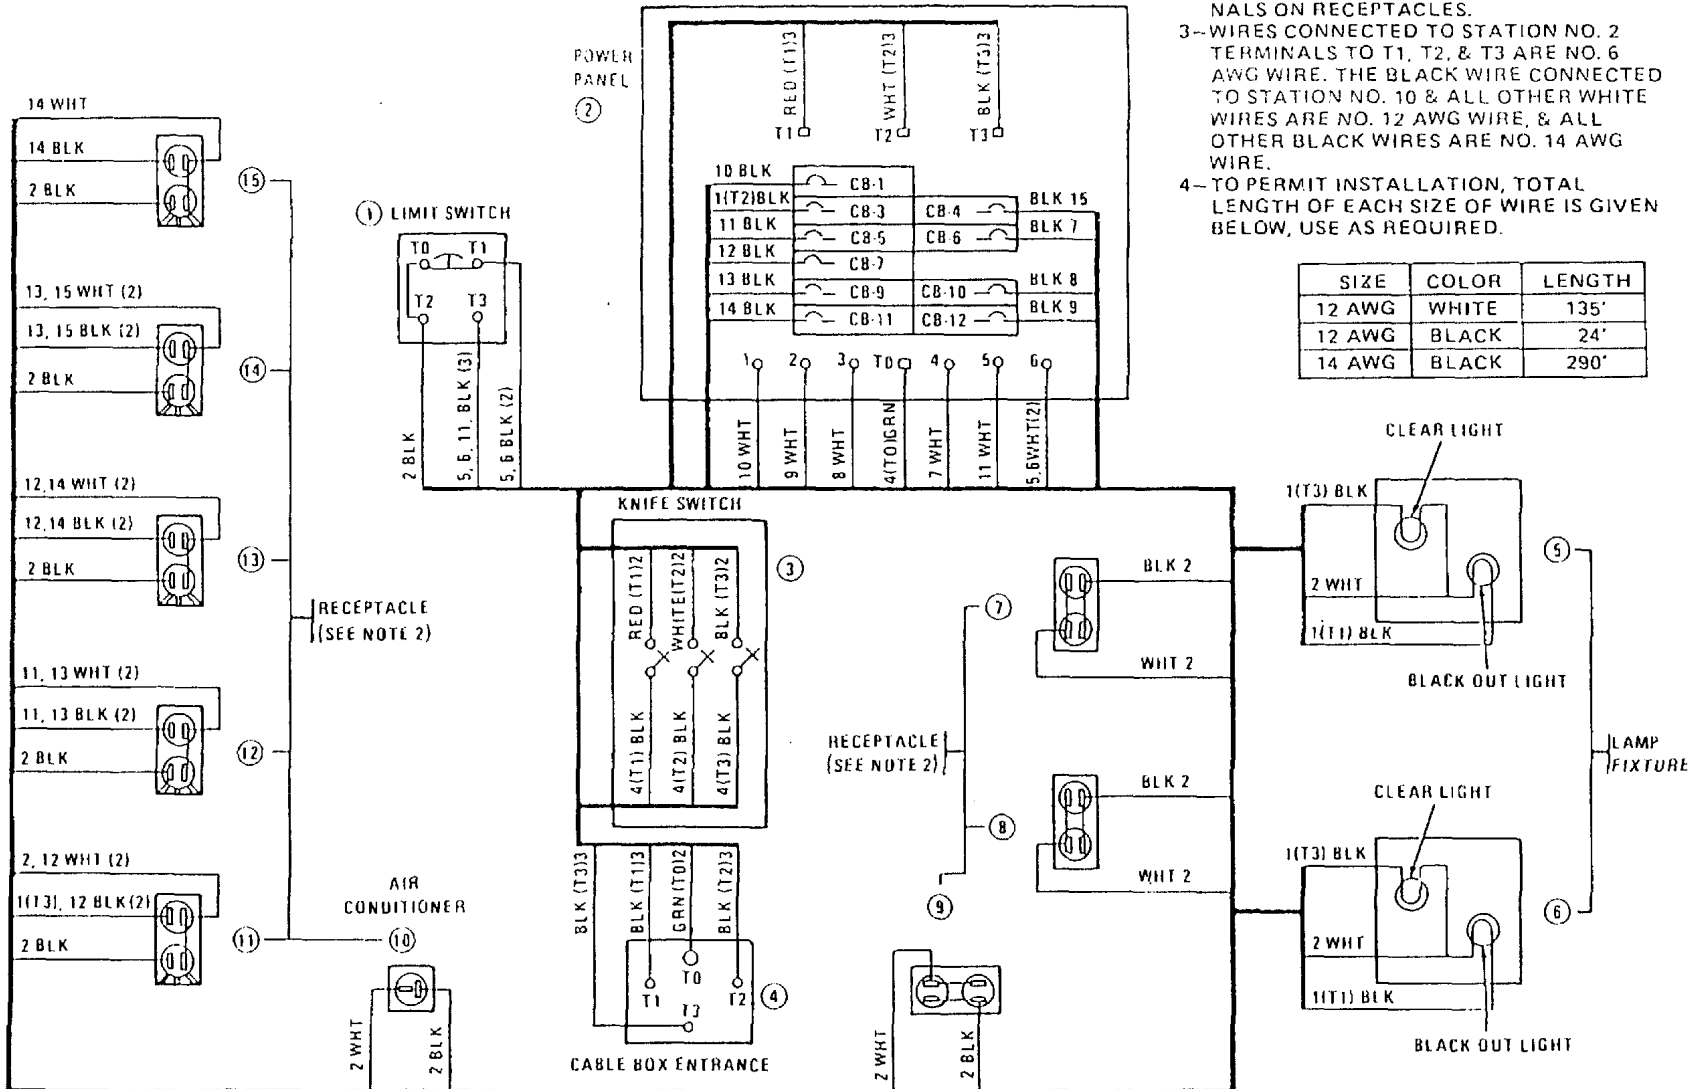 NALS ON RECEPTACLES.
3-WIRES CONNECTED TO STATION NO. 2
TERMINALS TO T1, T2, & T3 ARE NO. 6
AWG WIRE. THE BLACK WIRE CONNECTED
TO STATION NO. 10 & ALL OTHER WHITE
WIRES ARE NO. 12 AWG WIRE, & ALL
OTHER BLACK WIRES ARE NO. 14 AWG
WIRE.
4-TO PERMIT INSTALLATION, TOTAL
LENGTH OF EACH SIZE OF WIRE IS GIVEN
BELOW, USE AS REQUIRED.
SIZE COLOR LENGTH
12 AWG WHITE 135'
12 AWG BLACK 24'
14 AWG BLACK 290'
POWER
PANEL
2
RED (T1)3
WHT (T2)3
BLK (T3)3
T1
T2
T3
10 BLK
CB-1
1(T2)BLK
CB-3
CB-4
BLK 15
11 BLK
CB-5
CB-6
BLK 7
12 BLK
CB-7
13 BLK
CB-9
CB-10
BLK 8
14 BLK
CB-11
CB-12
BLK 9
1
2
3
T0
4
5
6
10 WHT
9 WHT
8 WHT
4(T0)GRN
7 WHT
11 WHT
5,6WHT(2)
1 LIMIT SWITCH
T0
T1
T2
T3
2 BLK
5, 6, 11, BLK (3)
5, 6 BLK (2)
14 WHT
14 BLK
2 BLK
15
13, 15 WHT (2)
13, 15 BLK (2)
2 BLK
14
12,14 WHT (2)
12,14 BLK (2)
2 BLK
13
RECEPTACLE
(SEE NOTE 2)
11, 13 WHT (2)
11, 13 BLK (2)
2 BLK
12
2, 12 WHT (2)
1(T3), 12 BLK(2)
2 BLK
11
AIR
CONDITIONER
10
2 WHT
2 BLK
KNIFE SWITCH
3
RED (T1)2
WHITE(T2)2
BLK (T3)2
4(T1) BLK
4(T2) BLK
4(T3) BLK
BLK (T3)3
BLK (T1)3
GRN (T0)2
BLK (T2)3
T0
T1
T2
T3
4
CABLE BOX ENTRANCE
7
BLK 2
WHT 2
RECEPTACLE
(SEE NOTE 2)
8
BLK 2
WHT 2
9
2 WHT
2 BLK
CLEAR LIGHT
1(T3) BLK
2 WHT
1(T1) BLK
BLACK OUT LIGHT
5
LAMP
FIXTURE
CLEAR LIGHT
1(T3) BLK
2 WHT
1(T1) BLK
BLACK OUT LIGHT
6